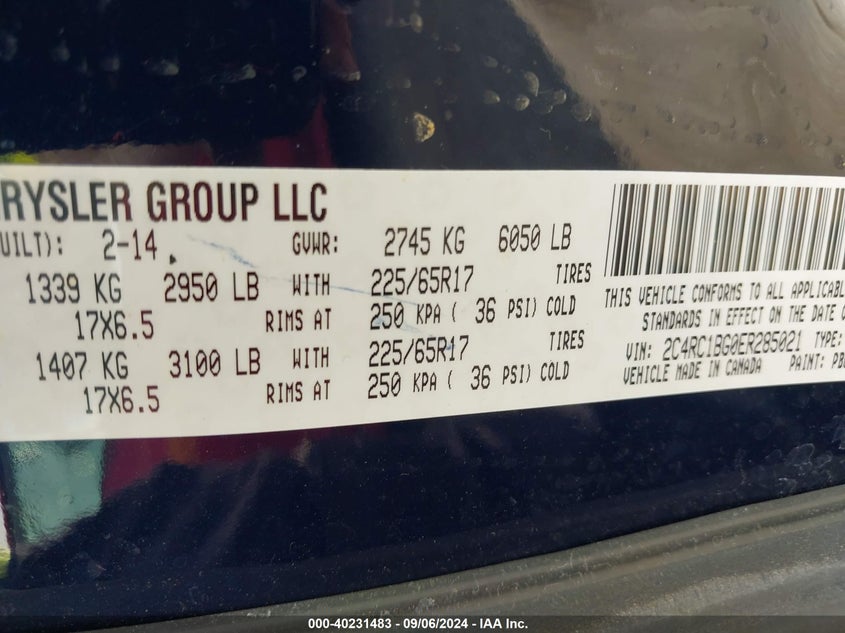 RYSLER GROUP LLC
UILT): 2-14 GVWR: 2745 KG 6050 LB
1339 KG 2950 LB WITH 225/65R17 TIRES
17X6.5 RIMS AT 250 KPA ( 36 PSI) COLD
1407 KG 3100 LB WITH 225/65R17 TIRES
17X6.5 RIMS AT 250 KPA ( 36 PSI) COLD
THIS VEHICLE CONFORMS TO ALL APPLICABL
STANDARDS IN EFFECT ON THE DATE O
VIN: 2C4RC1BG0ER285021 TYPE:
VEHICLE MADE IN CANADA PAINT: PB
000-40231483 - 09/06/2024 - IAA Inc.